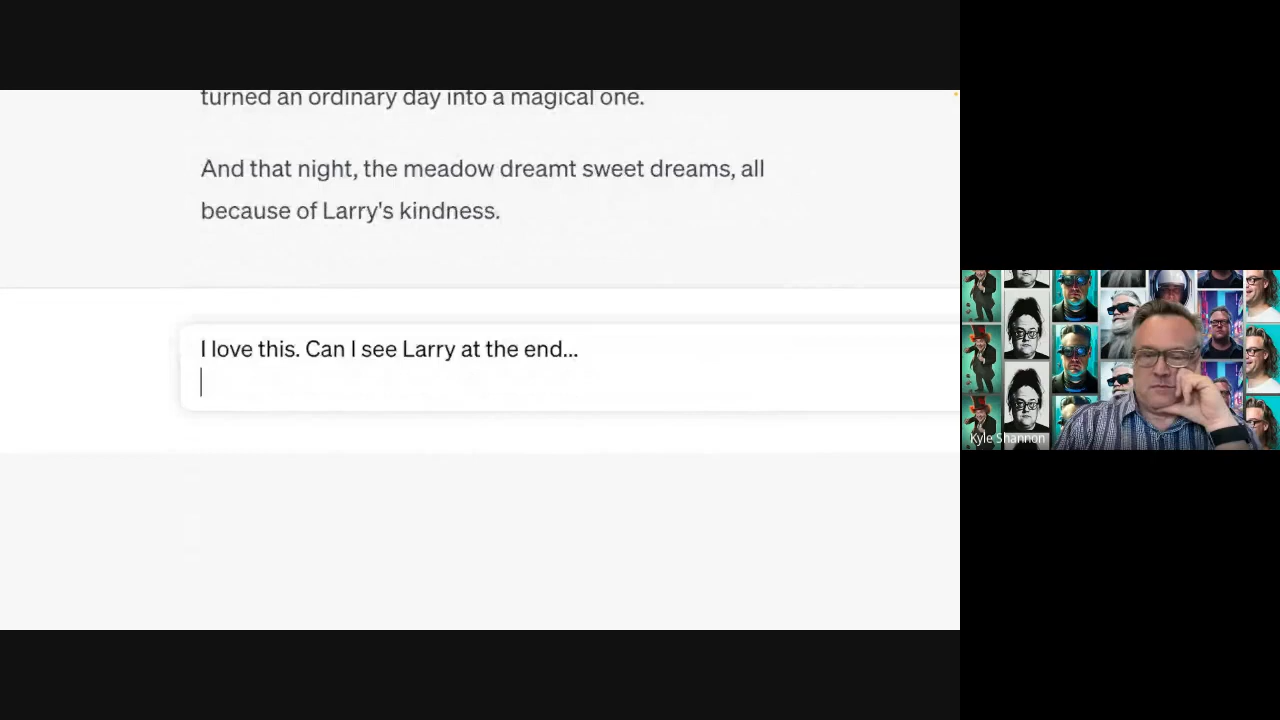 turned an ordinary day into a magical one.
And that night, the meadow dreamt sweet dreams, all
because of Larry's kindness.
I love this. Can I see Larry at the end...
Kyle Shannon